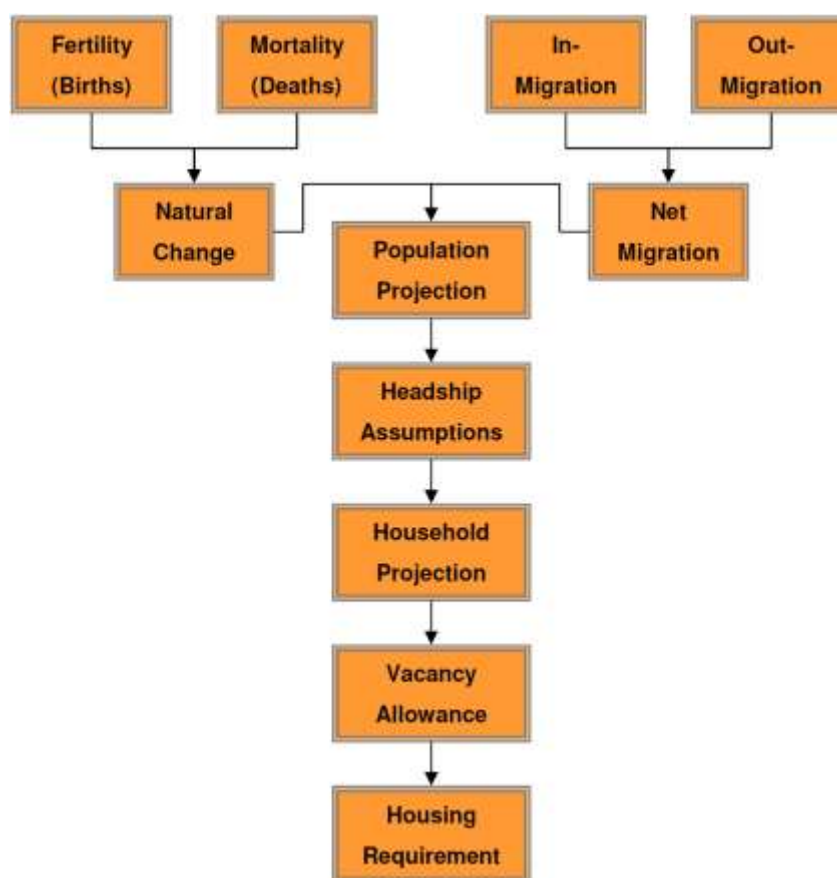 Fertility
(Births)
Mortality
(Deaths)
In-
Migration
Out-
Migration
Natural
Change
Net
Migration
Population
Projection
Headship
Assumptions
Household
Projection
Vacancy
Allowance
Housing
Requirement